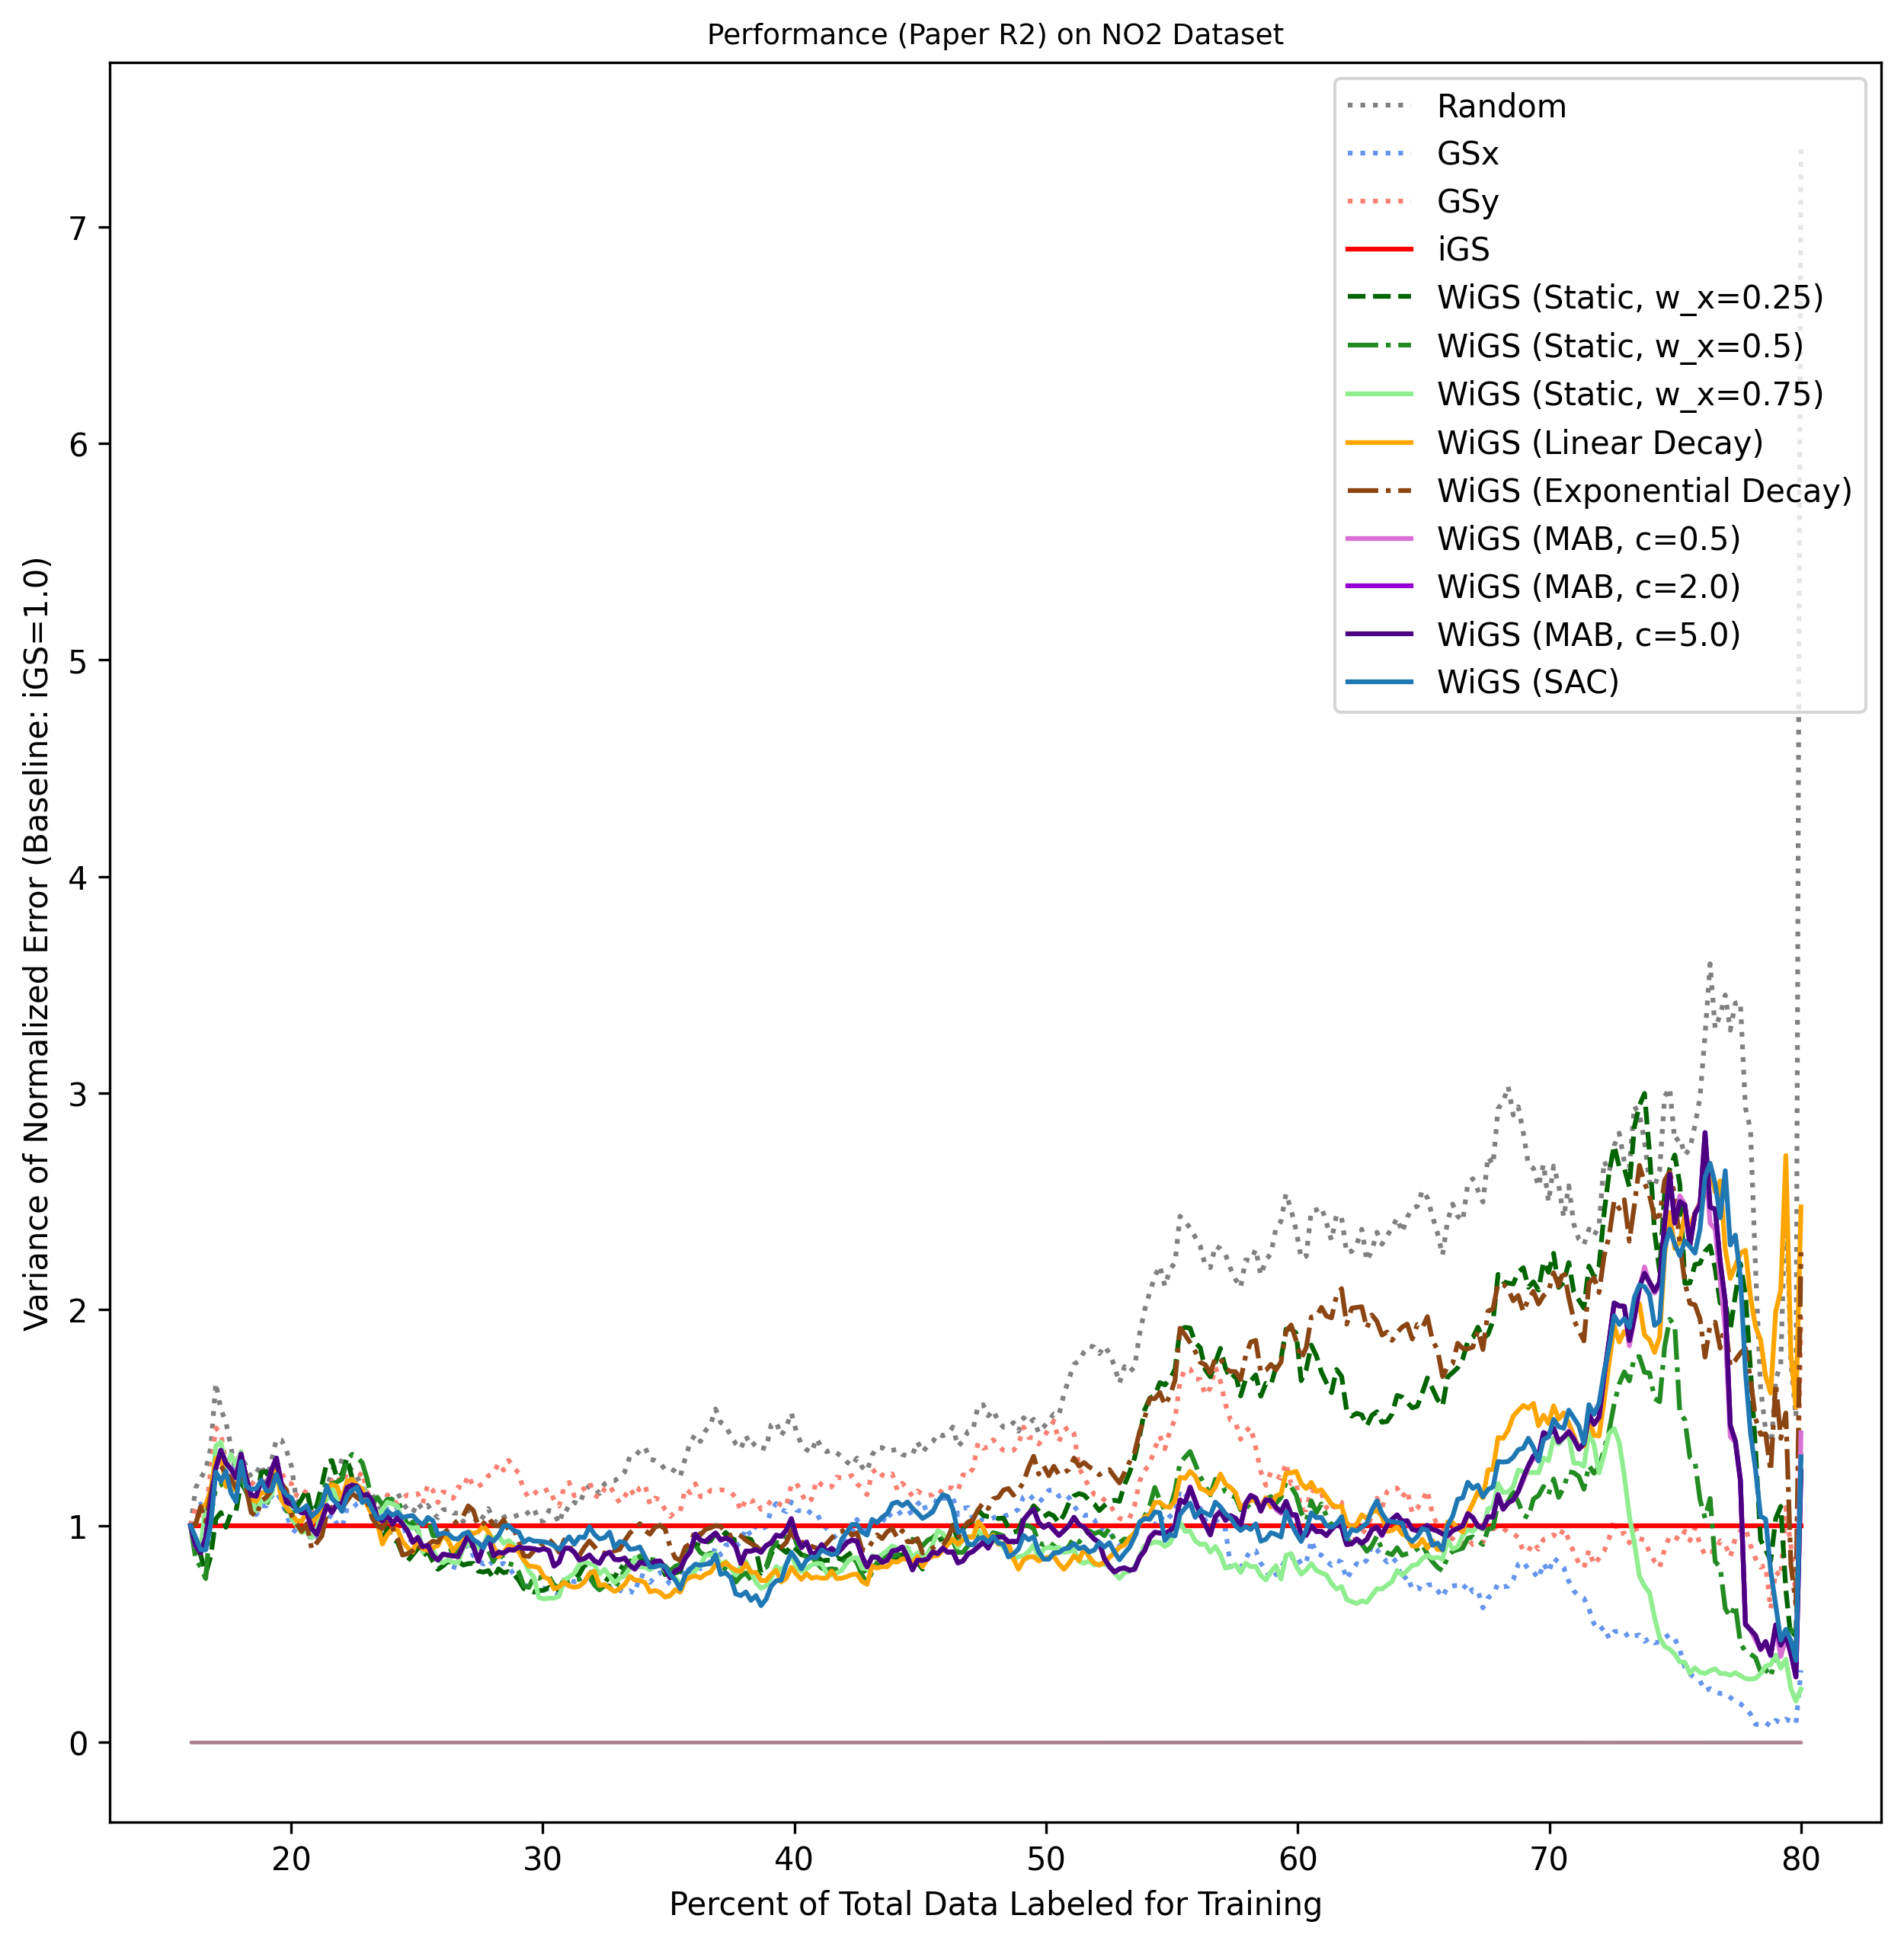 Performance (Paper R2) on NO2 Dataset
Variance of Normalized Error (Baseline: iGS=1.0)
7
6
5
4
3
2
1
0
Random
GSx
GSy
iGS
WiGS (Static, w_x=0.25)
WiGS (Static, w_x=0.5)
WiGS (Static, w_x=0.75)
WiGS (Linear Decay)
WiGS (Exponential Decay)
WiGS (MAB, c=0.5)
WiGS (MAB, c=2.0)
WiGS (MAB, c=5.0)
WiGS (SAC)
20 30 40 50 60 70 80
Percent of Total Data Labeled for Training